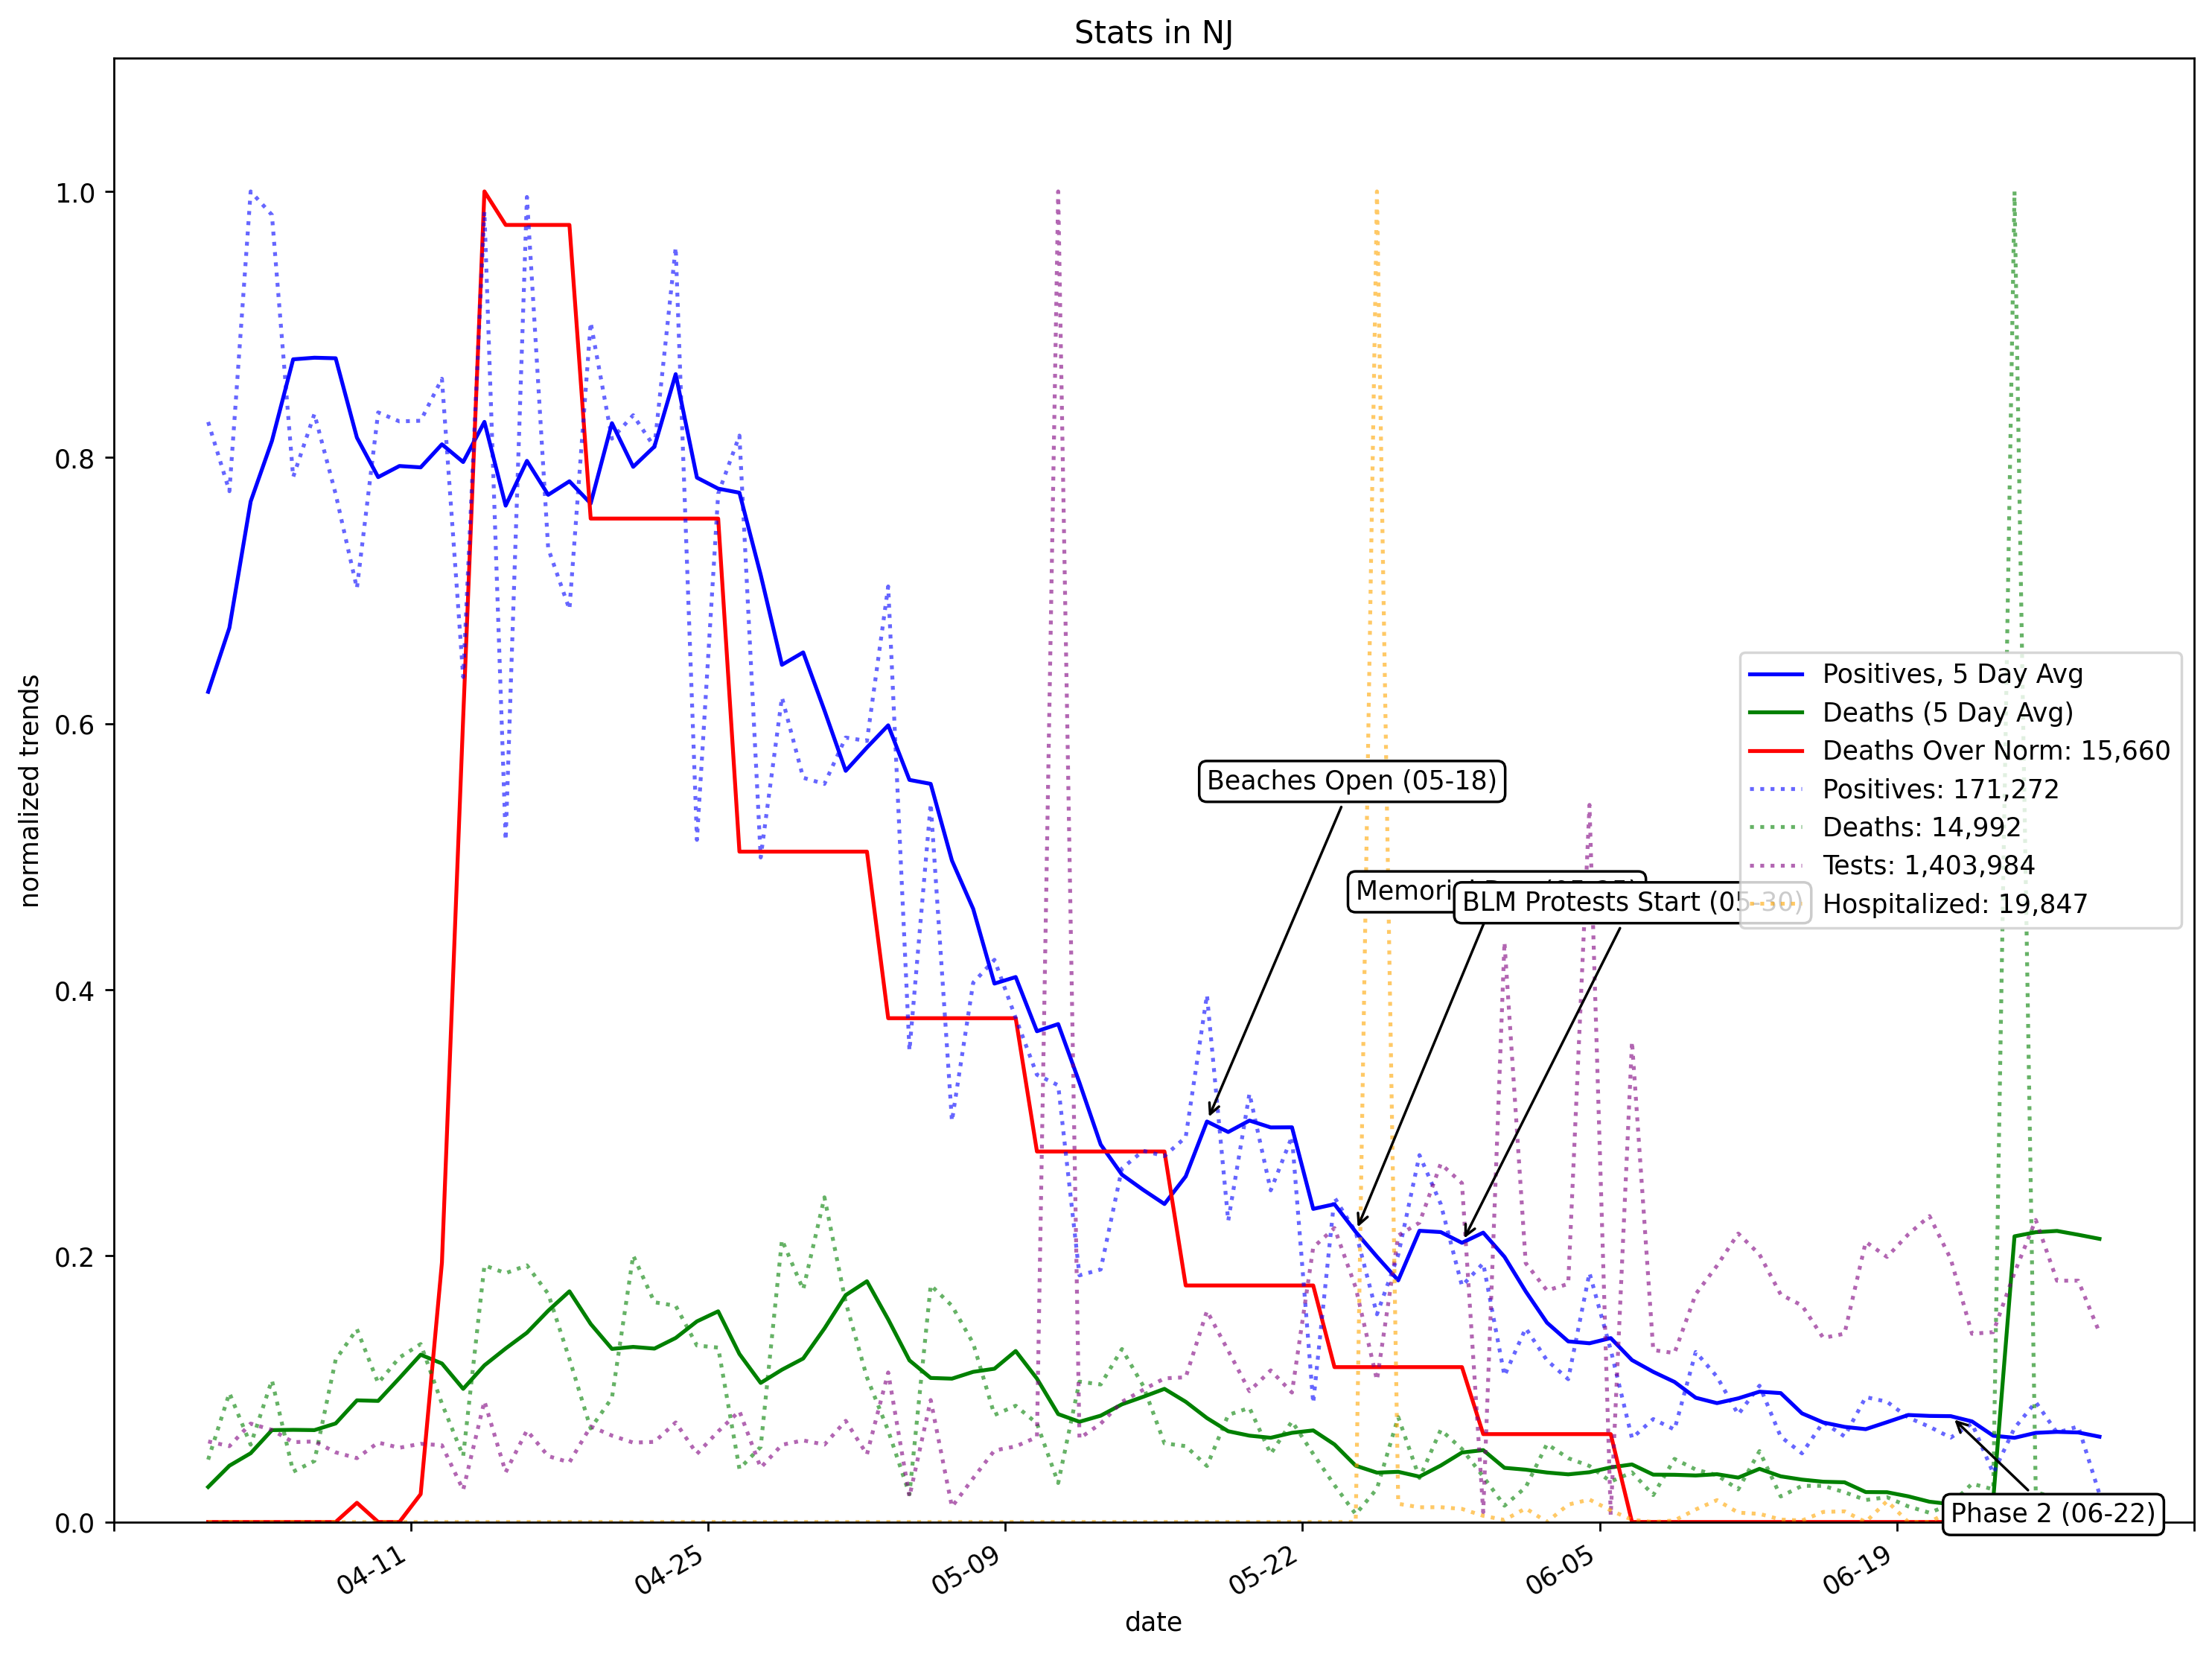 Stats in NJ
normalized trends
1.0
0.8
0.6
0.4
0.2
0.0
Beaches Open (05-18)
BLM Protests Start (05-30)
Phase 2 (06-22)
Positives, 5 Day Avg
Deaths (5 Day Avg)
Deaths Over Norm: 15,660
Positives: 171,272
Deaths: 14,992
Tests: 1,403,984
Hospitalized: 19,847
04-11
04-25
05-09
05-22
06-05
06-19
date